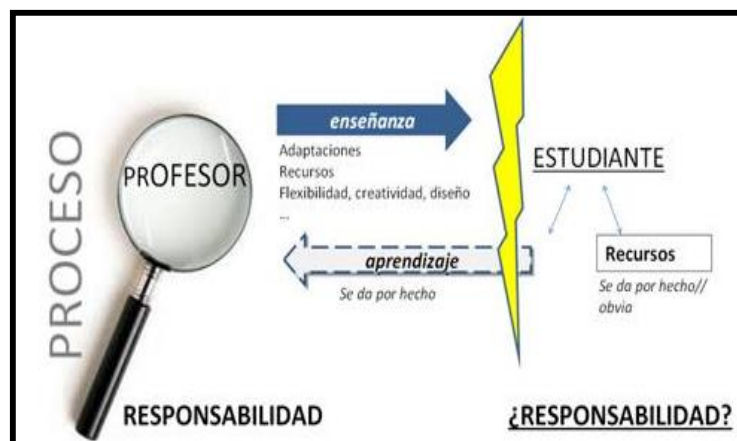 PROCESO
PROFESOR
enseñanza
Adaptaciones
Recursos
Flexibilidad, creatividad, diseño
...
aprendizaje
Se da por hecho
ESTUDIANTE
Recursos
Se da por hecho//
obvia
RESPONSABILIDAD
¿RESPONSABILIDAD?